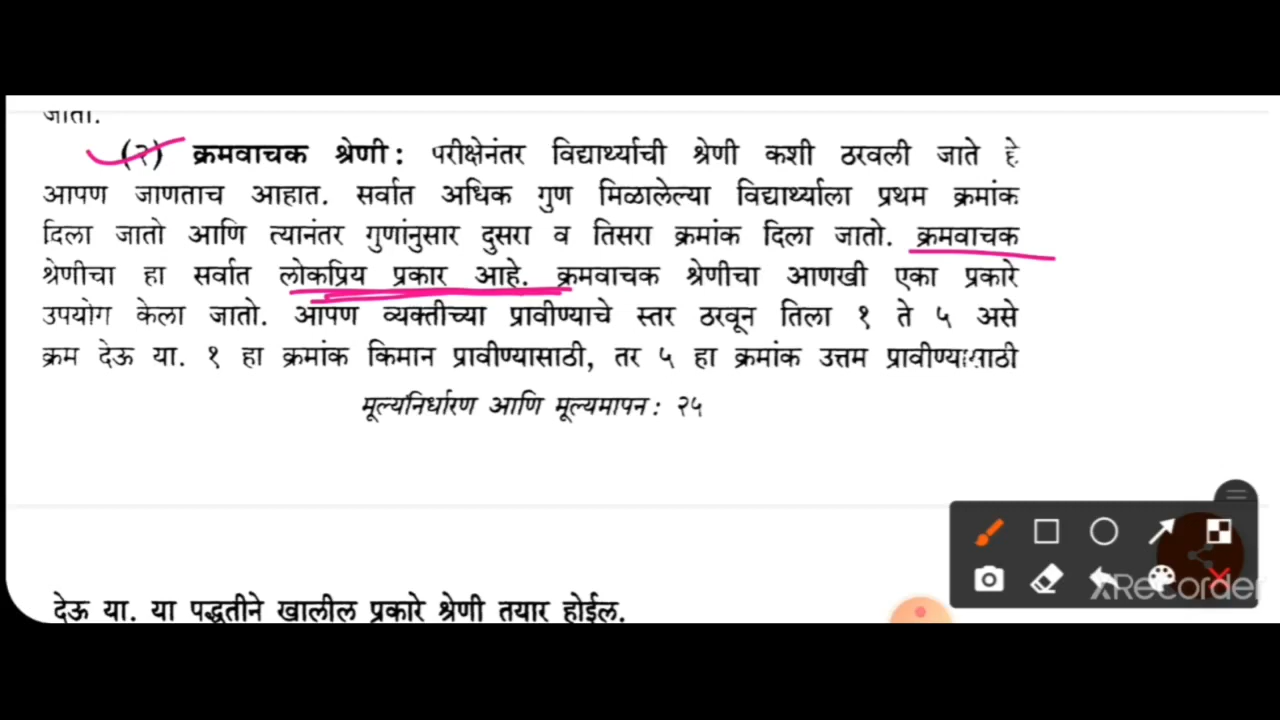 जातो.
(२) क्रमवाचक श्रेणी : परीक्षेनंतर विद्यार्थ्याची श्रेणी कशी ठरवली जाते हे
आपण जाणताच आहात. सर्वात अधिक गुण मिळालेल्या विद्यार्थ्याला प्रथम क्रमांक
दिला जातो आणि त्यानंतर गुणांनुसार दुसरा व तिसरा क्रमांक दिला जातो. क्रमवाचक
श्रेणीचा हा सर्वात लोकप्रिय प्रकार आहे. क्रमवाचक श्रेणीचा आणखी एका प्रकारे
उपयोग केला जातो. आपण व्यक्तीच्या प्रावीण्याचे स्तर ठरवून तिला १ ते ५ असे
क्रम देऊ या. १ हा क्रमांक किमान प्रावीण्यासाठी, तर ५ हा क्रमांक उत्तम प्रावीण्यासाठी
मूल्यनिर्धारण आणि मूल्यमापन : २५
देऊ या. या पद्धतीने खालील प्रकारे श्रेणी तयार होईल.
XRecorder